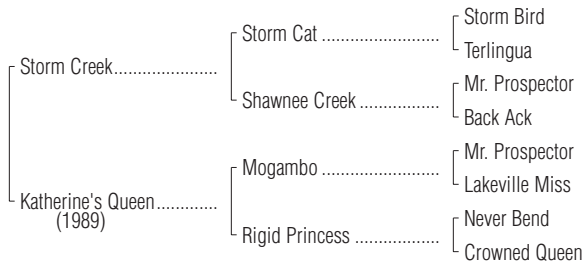 Storm Bird
Storm Cat ........................
Terlingua
Storm Creek.....................
Mr. Prospector
Shawnee Creek ................
Back Ack
Mr. Prospector
Mogambo ........................
Lakeville Miss
Katherine's Queen............
(1989)
Never Bend
Rigid Princess .................
Crowned Queen